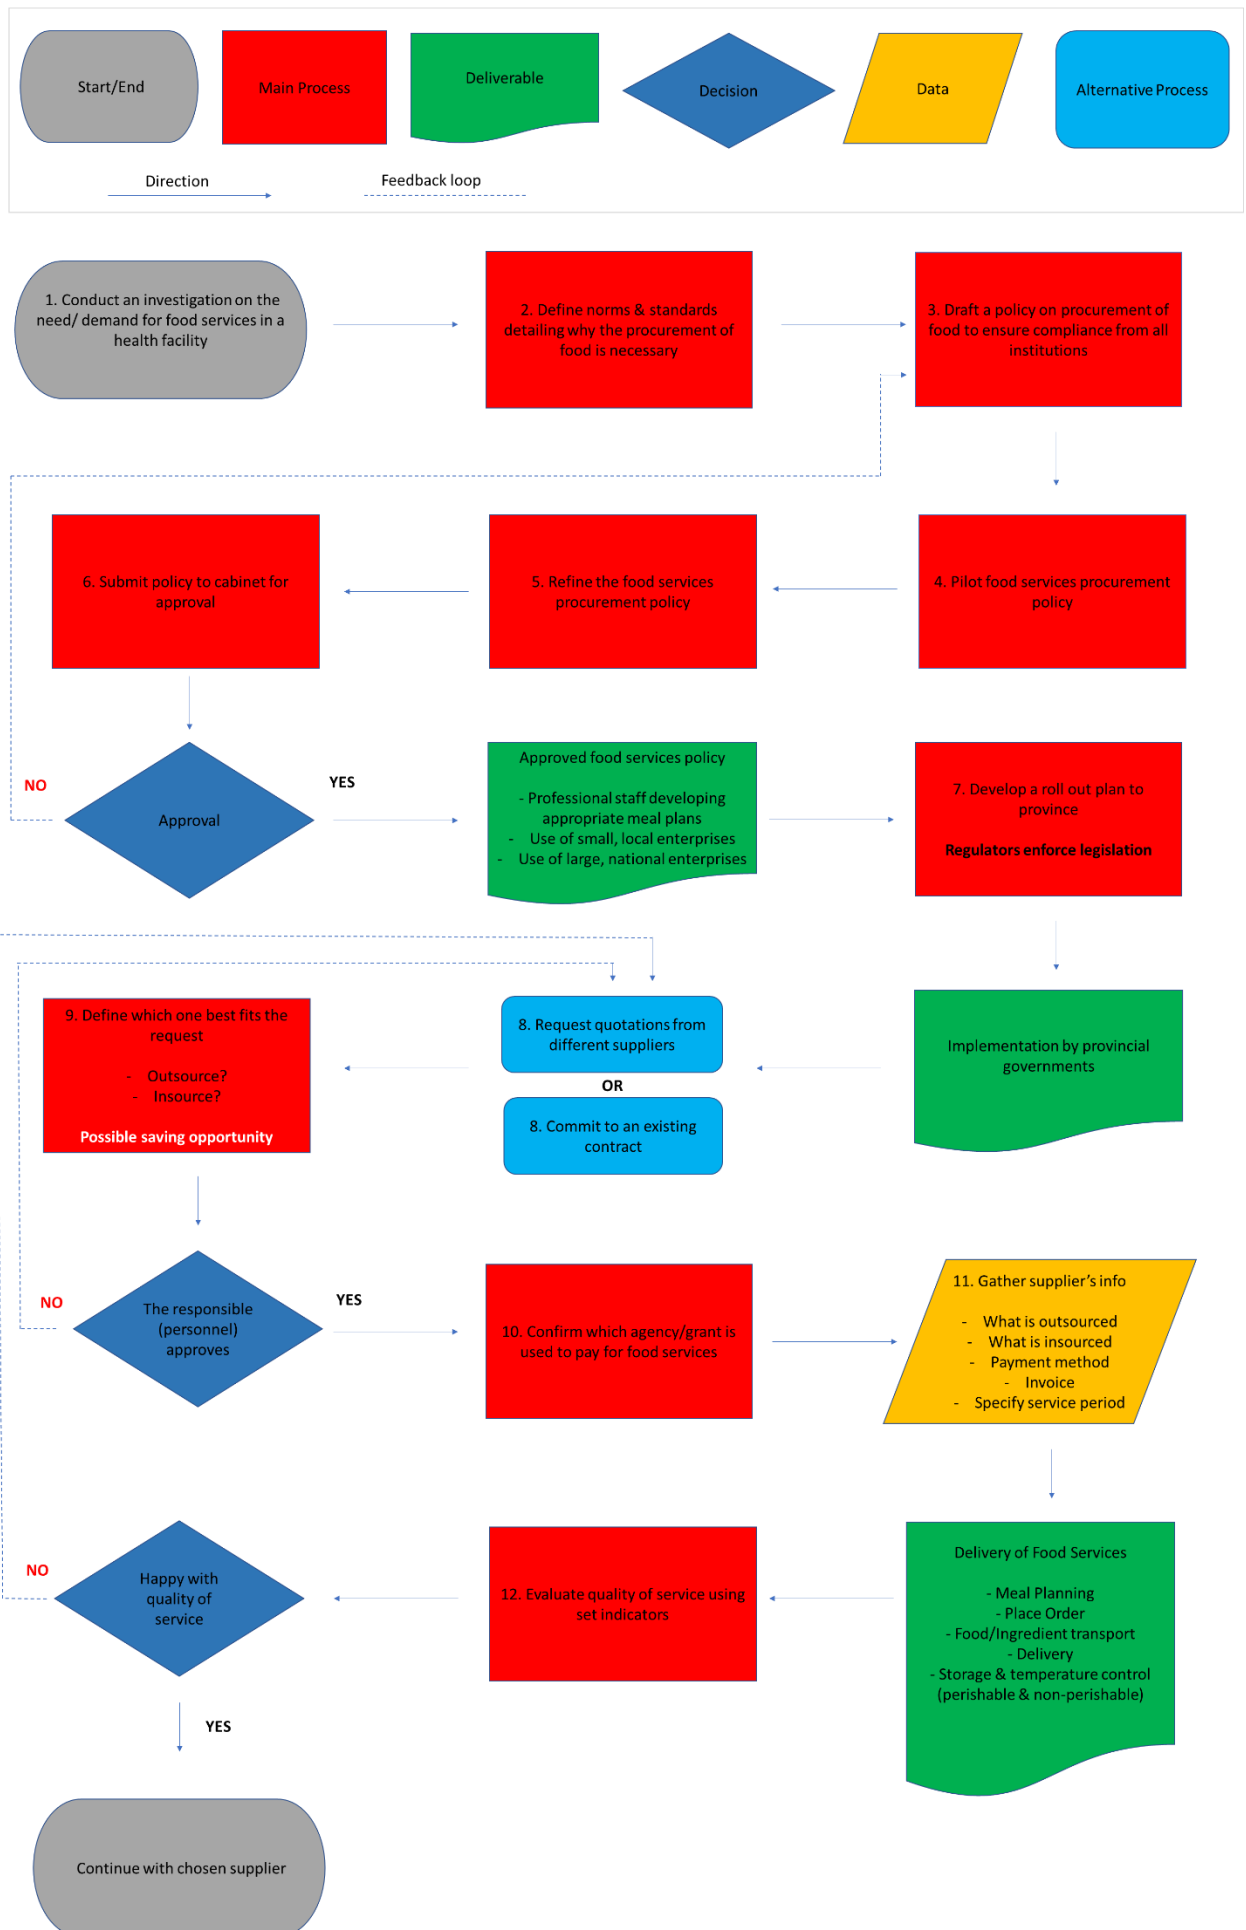 Start/End
Main Process
Deliverable
Decision
Data
Alternative Process
Direction
Feedback loop
1. Conduct an investigation on the
need/ demand for food services in a
health facility
2. Define norms & standards
detailing why the procurement of
food is necessary
3. Draft a policy on procurement of
food to ensure compliance from all
institutions
6. Submit policy to cabinet for
approval
5. Refine the food services
procurement policy
4. Pilot food services procurement
policy
NO
Approval
YES
Approved food services policy
- Professional staff developing
appropriate meal plans
- Use of small, local enterprises
- Use of large, national enterprises
7. Develop a roll out plan to
province
Regulators enforce legislation
9. Define which one best fits the
request
- Outsource?
- Insource?
Possible saving opportunity
8. Request quotations from
different suppliers
OR
8. Commit to an existing
contract
Implementation by provincial
governments
NO
The responsible
(personnel)
approves
YES
10. Confirm which agency/grant is
used to pay for food services
11. Gather supplier's info
- What is outsourced
- What is insourced
- Payment method
- Invoice
- Specify service period
NO
Happy with
quality of
service
YES
12. Evaluate quality of service using
set indicators
Delivery of Food Services
- Meal Planning
- Place Order
- Food/Ingredient transport
- Delivery
- Storage & temperature control
(perishable & non-perishable)
Continue with chosen supplier